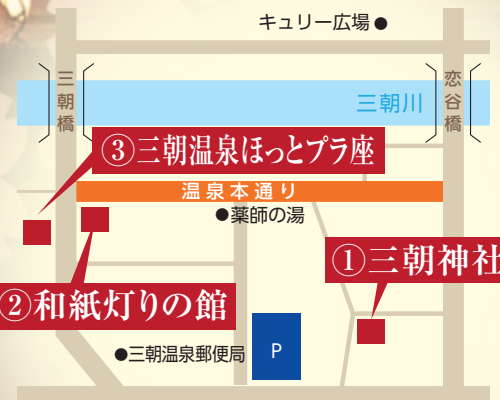 キュリー広場●
三朝橋
恋谷橋
三朝川
③三朝温泉ほっとプラ座
温泉本通り
●薬師の湯
①三朝神社
②和紙灯りの館
●三朝温泉郵便局
P